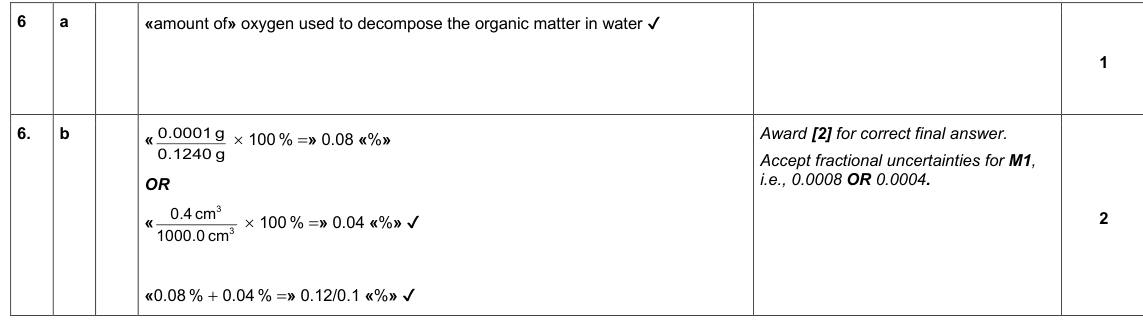 6 a «amount of» oxygen used to decompose the organic matter in water ✓
1
6. b «0.0001 g / 0.1240 g × 100 % =» 0.08 «%»
OR
«0.4 cm³ / 1000.0 cm³ × 100 % =» 0.04 «%» ✓
«0.08 % + 0.04 % =» 0.12/0.1 «%» ✓
Award [2] for correct final answer.
Accept fractional uncertainties for M1,
i.e., 0.0008 OR 0.0004.
2